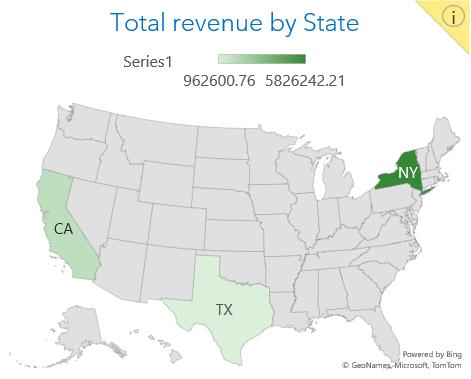 Total revenue by State
i
Series1
962600.76 5826242.21
NY
CA
TX
Powered by Bing
© GeoNames, Microsoft, TomTom